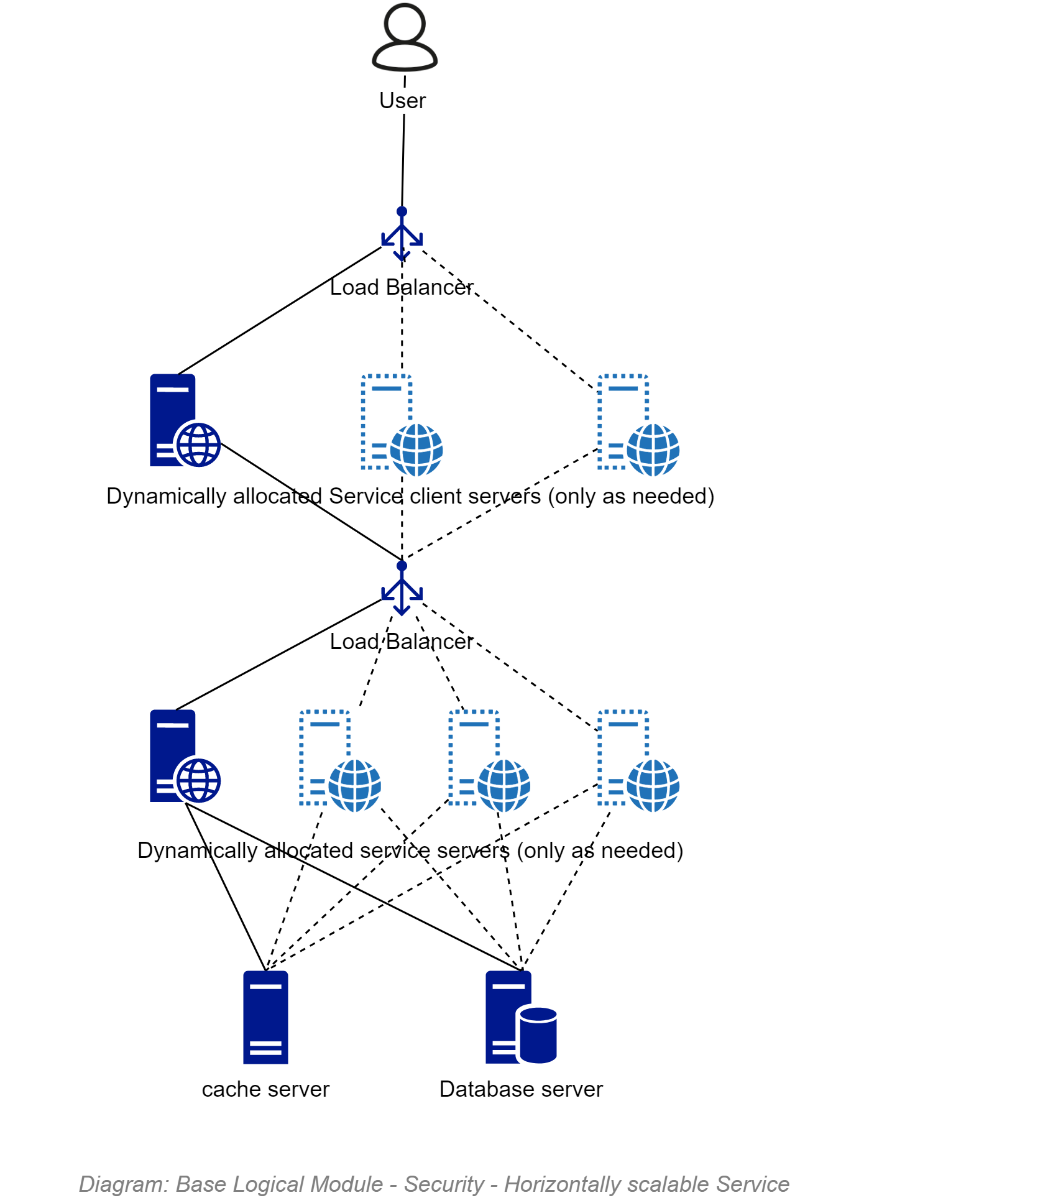 User
Load Balancer
Dynamically allocated Service client servers (only as needed)
Load Balancer
Dynamically allocated service servers (only as needed)
cache server
Database server
Diagram: Base Logical Module - Security - Horizontally scalable Service